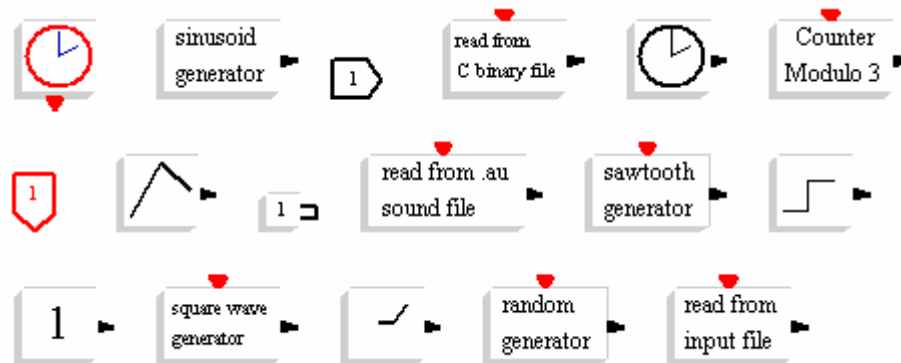 sinusoid
generator
1
read from
C binary file
Counter
Modulo 3
1
1
read from .au
sound file
sawtooth
generator
1
square wave
generator
random
generator
read from
input file